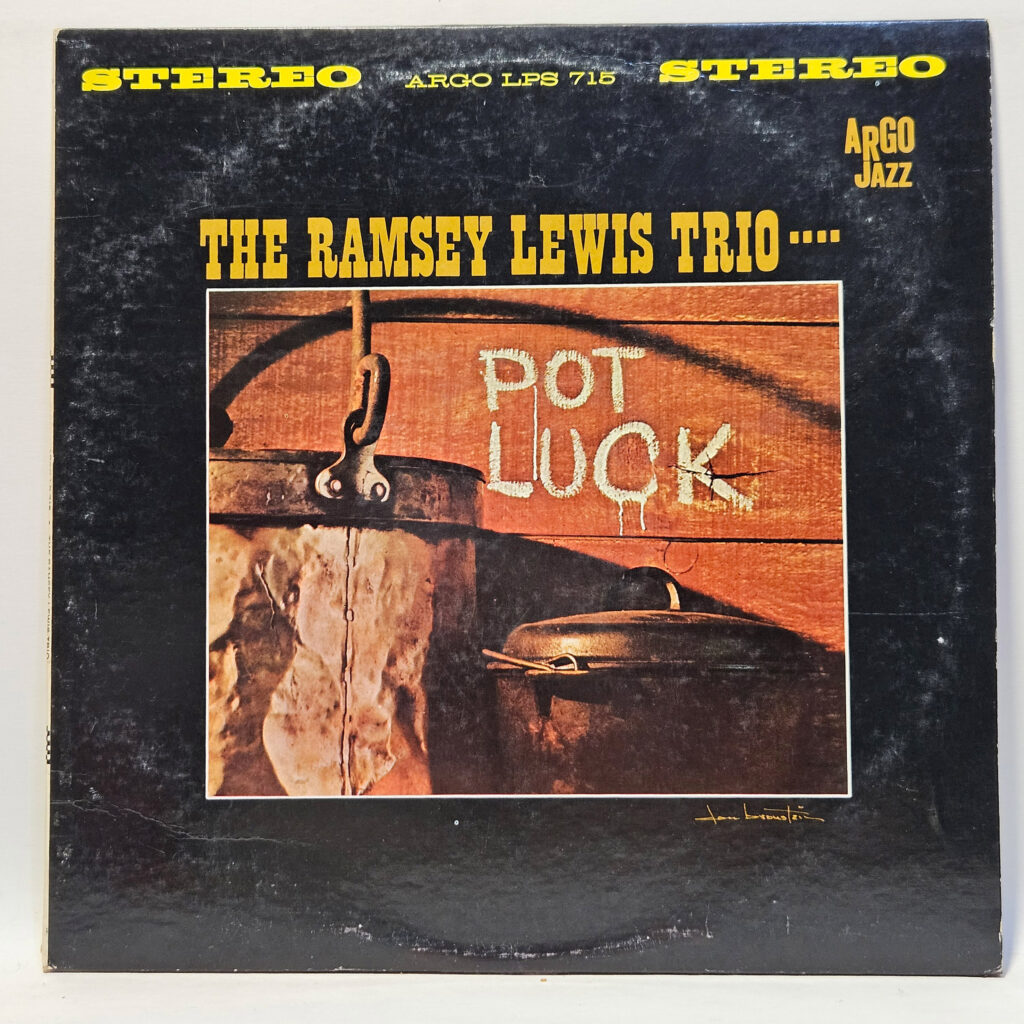 STEREO ARGO LPS 715 STEREO
ARGO
JAZZ
THE RAMSEY LEWIS TRIO ....
POT
LUCK